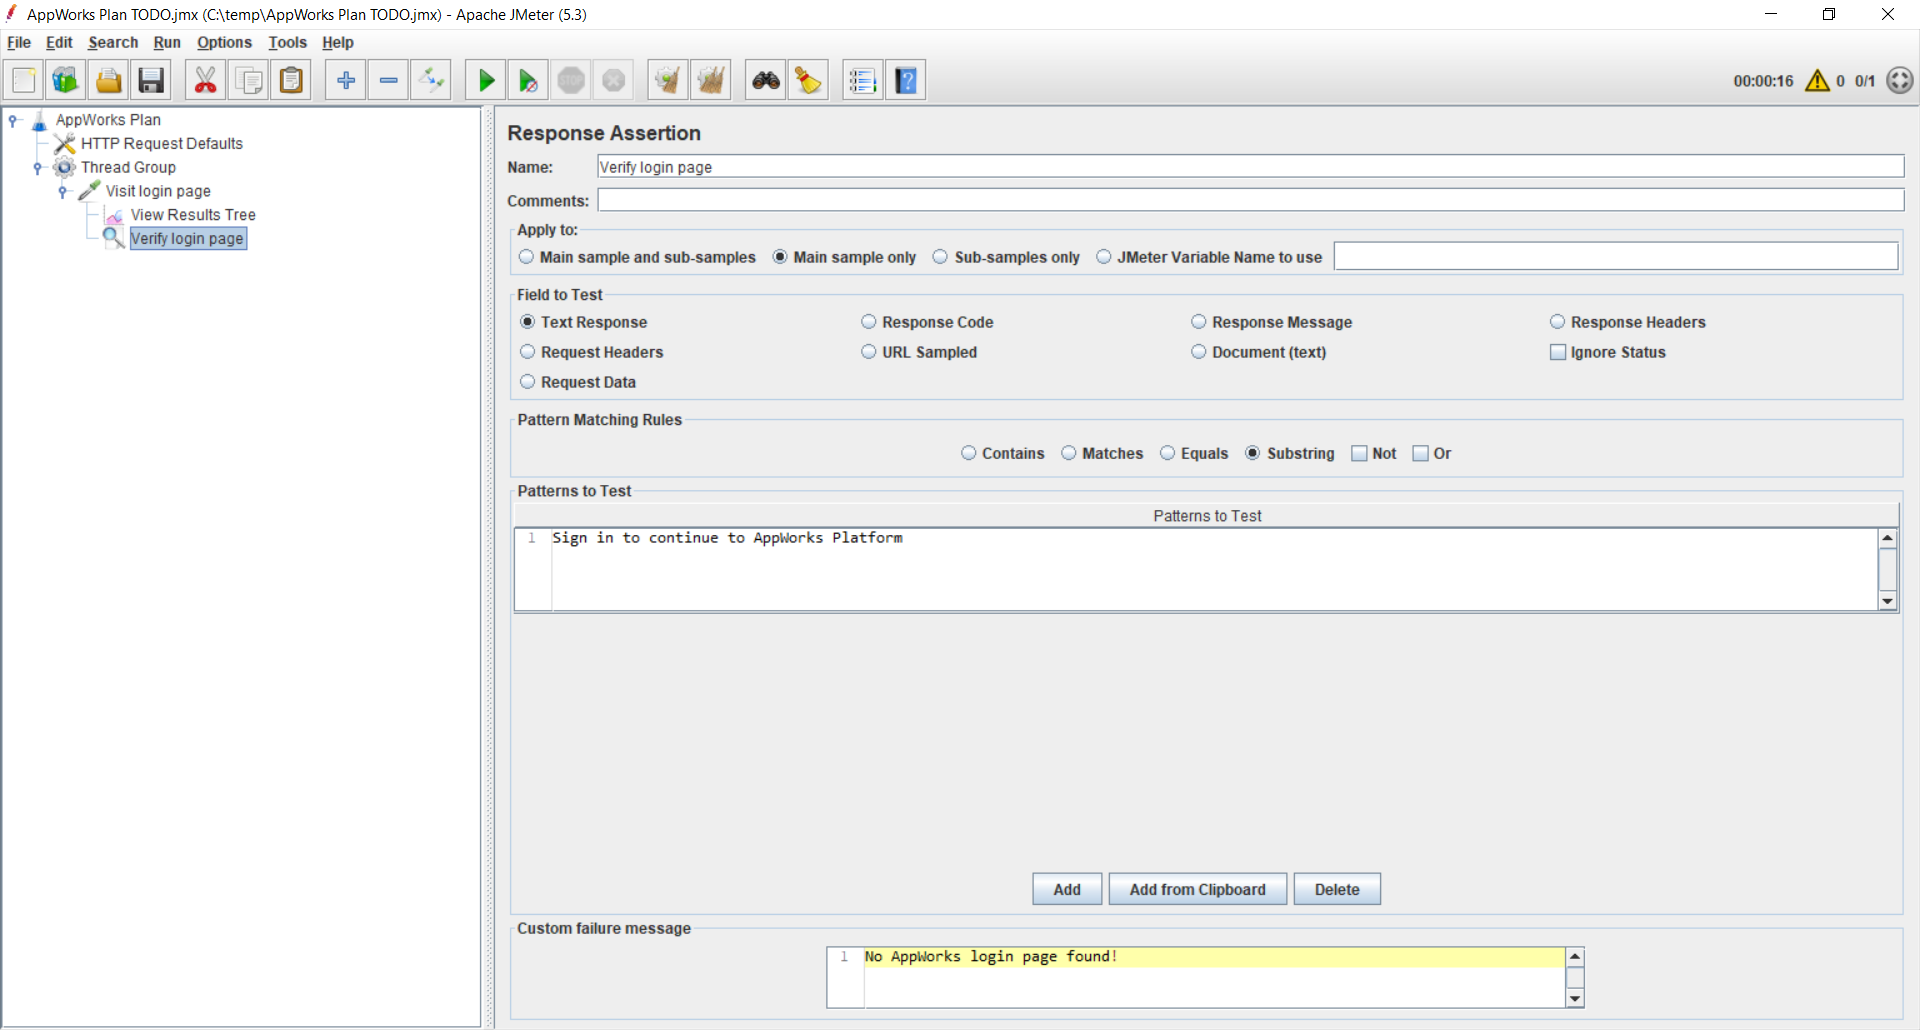 AppWorks Plan TODO.jmx (C:\temp\AppWorks Plan TODO.jmx) - Apache JMeter (5.3)
File Edit Search Run Options Tools Help
STOP
00:00:16 0 0/1
AppWorks Plan
HTTP Request Defaults
Thread Group
Visit login page
View Results Tree
Verify login page
Response Assertion
Name: Verify login page
Comments:
Apply to:
Main sample and sub-samples Main sample only Sub-samples only JMeter Variable Name to use
Field to Test
Text Response Response Code Response Message Response Headers
Request Headers URL Sampled Document (text) Ignore Status
Request Data
Pattern Matching Rules
Contains Matches Equals Substring Not Or
Patterns to Test
Patterns to Test
1 Sign in to continue to AppWorks Platform
Add Add from Clipboard Delete
Custom failure message
1 No AppWorks login page found!